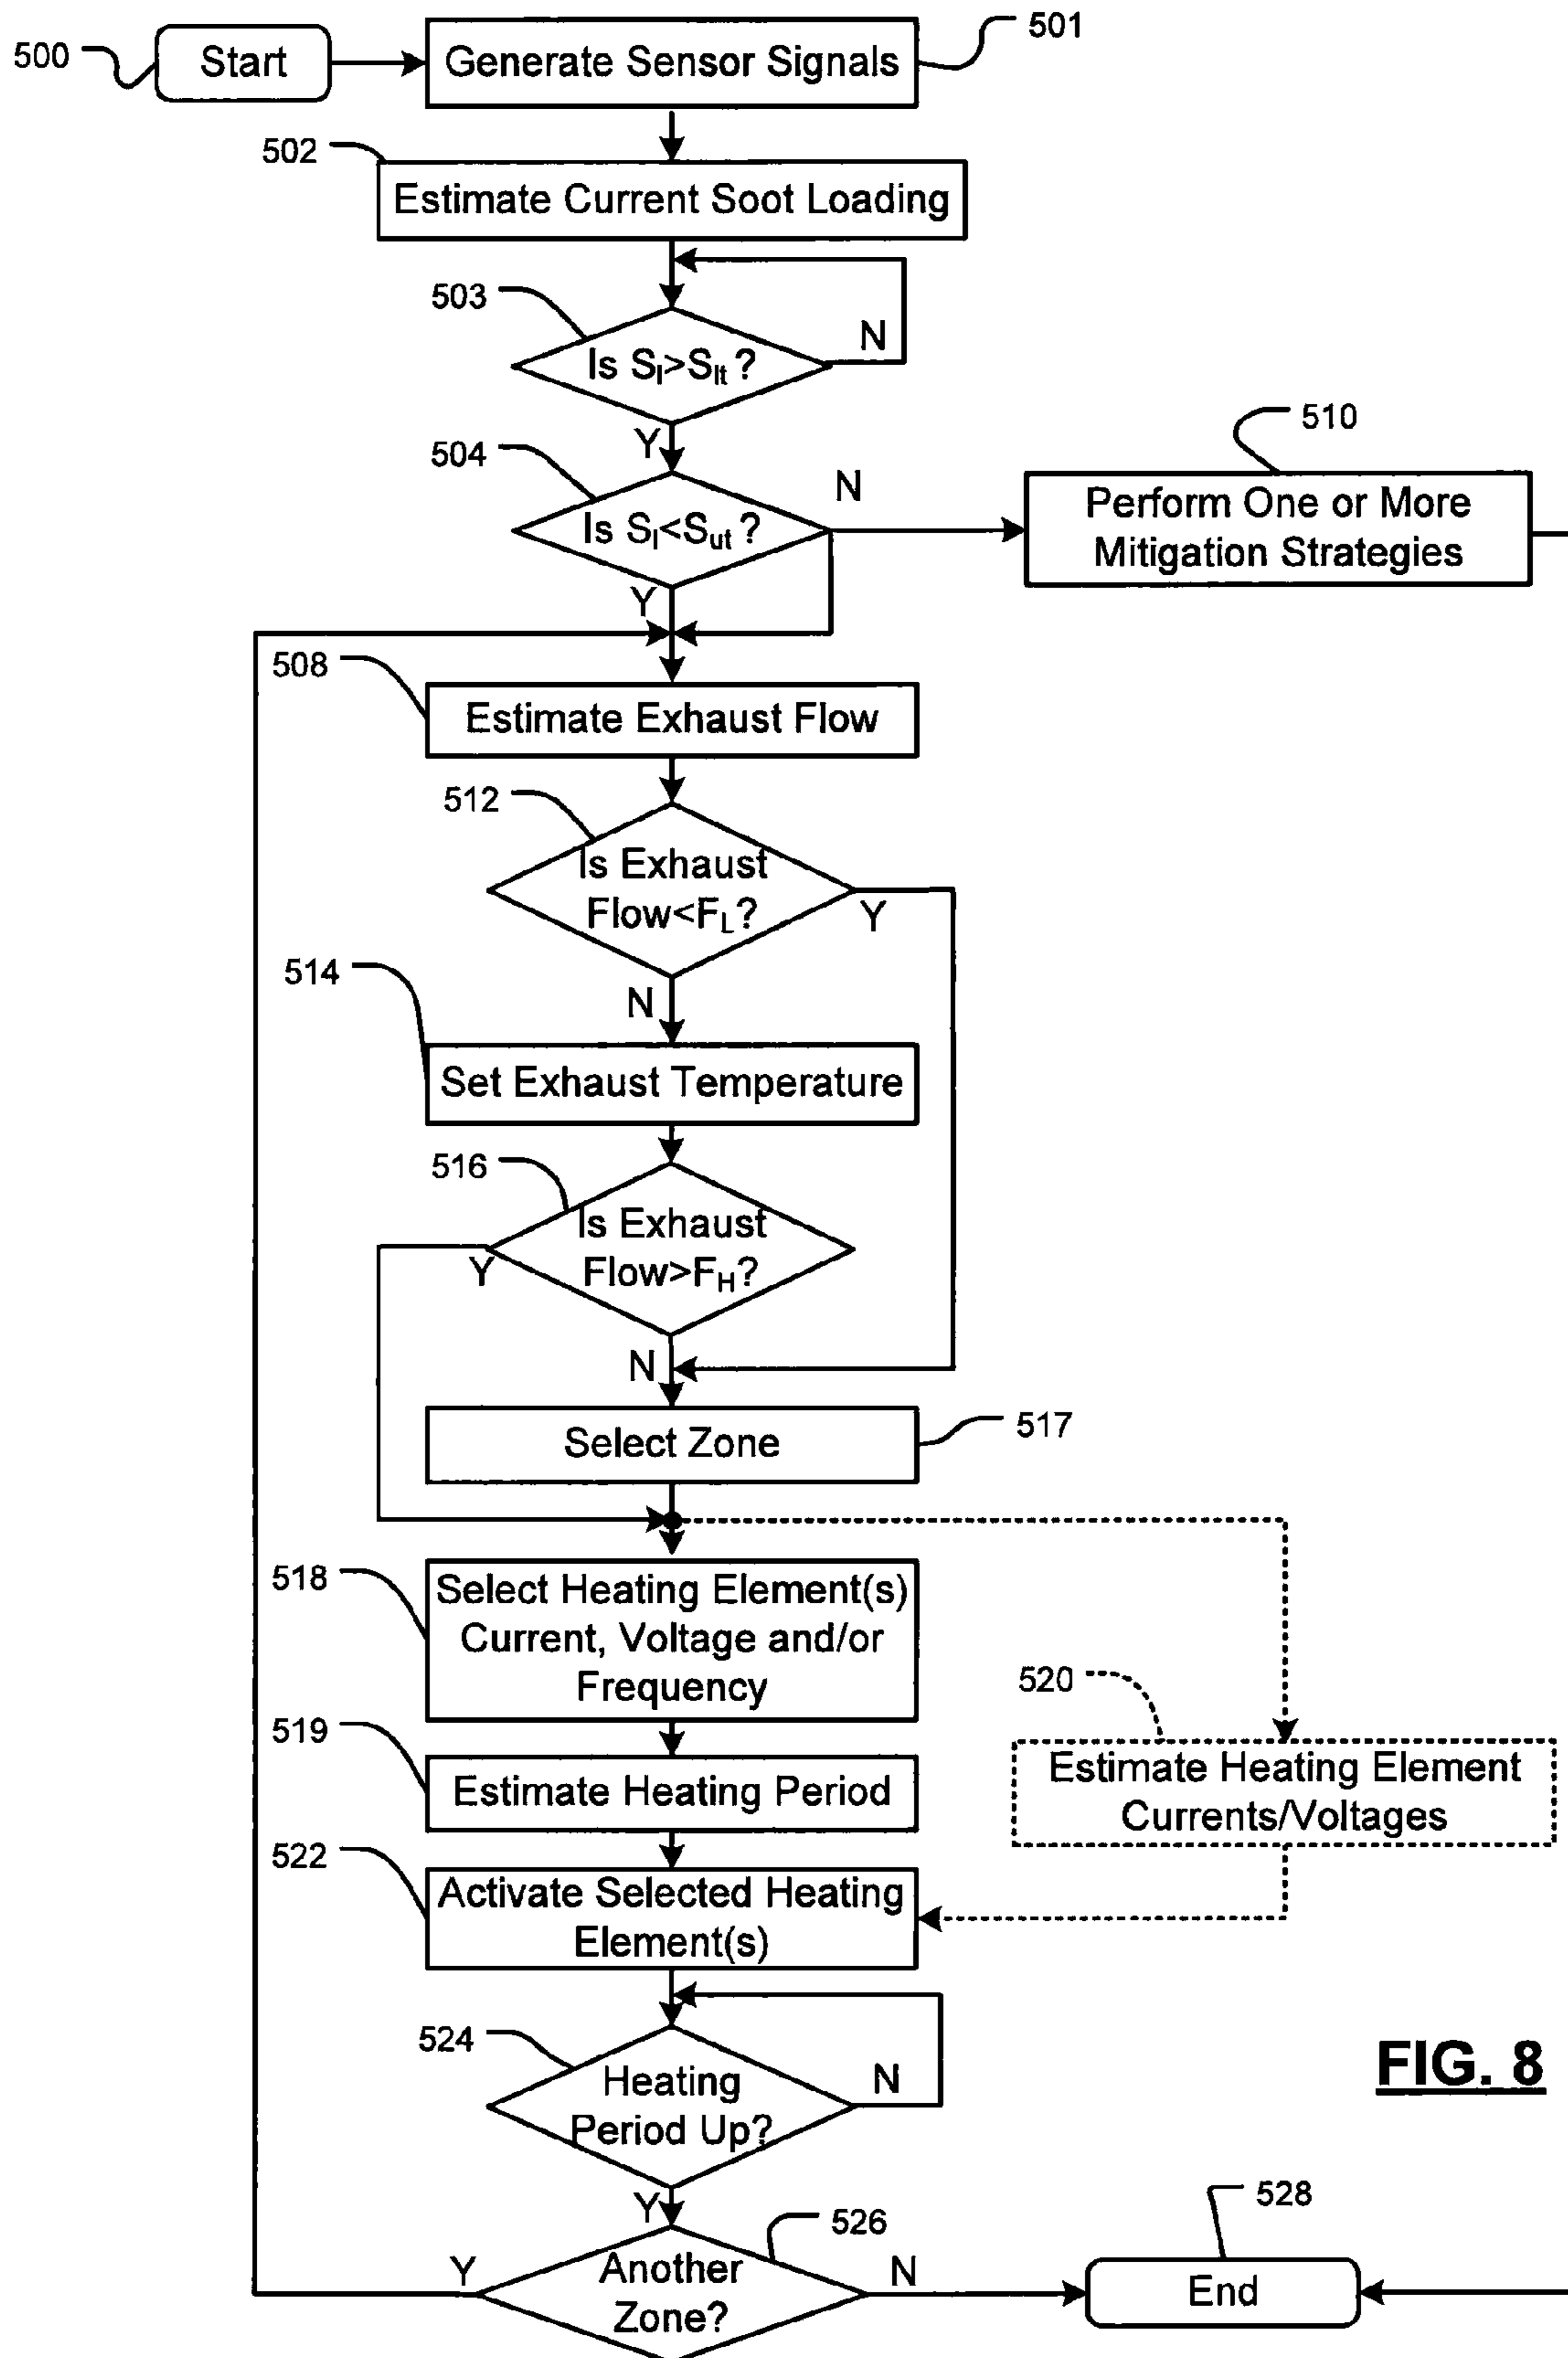 500
Start
Generate Sensor Signals
501
502
Estimate Current Soot Loading
503
Is Sl>Slt ?
N
Y
504
Is Sl<Sut ?
N
510
Perform One or More
Mitigation Strategies
Y
508
Estimate Exhaust Flow
512
Is Exhaust
Flow<FL?
Y
N
514
Set Exhaust Temperature
516
Is Exhaust
Flow>FH?
Y
N
Select Zone
517
518
Select Heating Element(s)
Current, Voltage and/or
Frequency
519
Estimate Heating Period
520
Estimate Heating Element
Currents/Voltages
522
Activate Selected Heating
Element(s)
524
Heating
Period Up?
N
Y
FIG. 8
526
Another
Zone?
Y
N
528
End